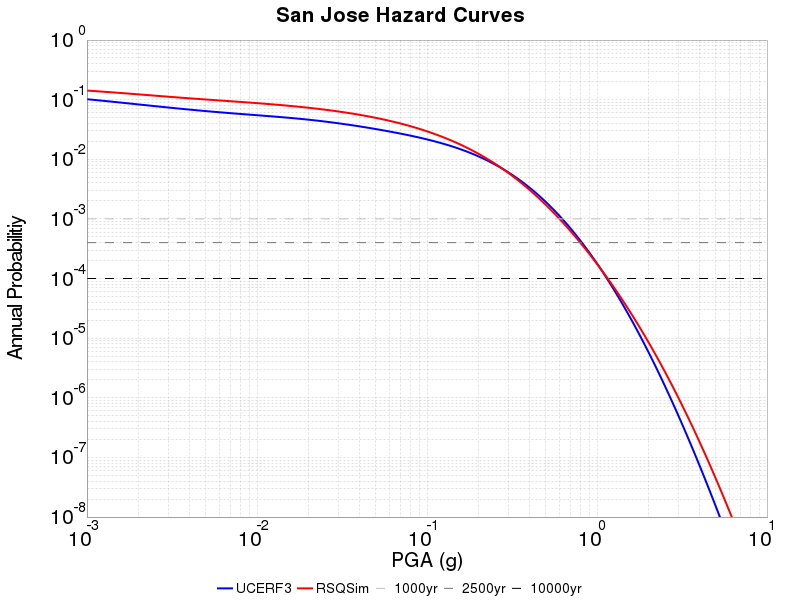 San Jose Hazard Curves
10^0
10^-1
10^-2
10^-3
10^-4
10^-5
10^-6
10^-7
10^-8
Annual Probabilitiy
10^-3 10^-2 10^-1 10^0 10^1
PGA (g)
UCERF3 RSQSim 1000yr 2500yr 10000yr